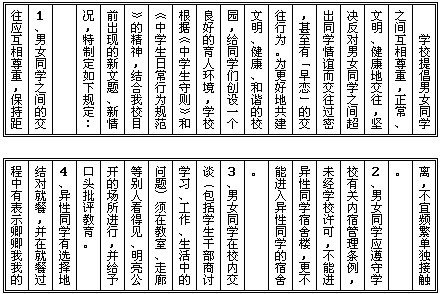 学校提倡男女同学
之间互相尊重,正常、
文明、健康地交往,坚
决反对男女同学之间超
出同学情谊而交往过密
,甚至有「早恋」的交
往行为。为更好地共建
文明、健康、和谐的校
园,给同学们创设一个
良好的育人环境,学校
根据《中学生守则》和
《中学生日常行为规范
》的精神,结合我校目
前出现的新文题、新情
况,特制定如下规定:
1、男女同学之间的交
往应互相尊重,保持距
离,不宜频繁单独接触
。
2、男女同学应遵守学
校有关内宿管理条例,
未经学校许可,不能进
异性同学宿舍楼,更不
能进入异性同学的宿舍
。
3、男女同学在校内交
谈(包括学生干部商讨
学习、工作、生活中的
问题)须在教室、走廊
等别人看得见、明亮公
开的场所进行,并给予
口头批评教育。
4、异性同学有选择地
结对就餐,并在就餐过
程中有表示卿卿我我的